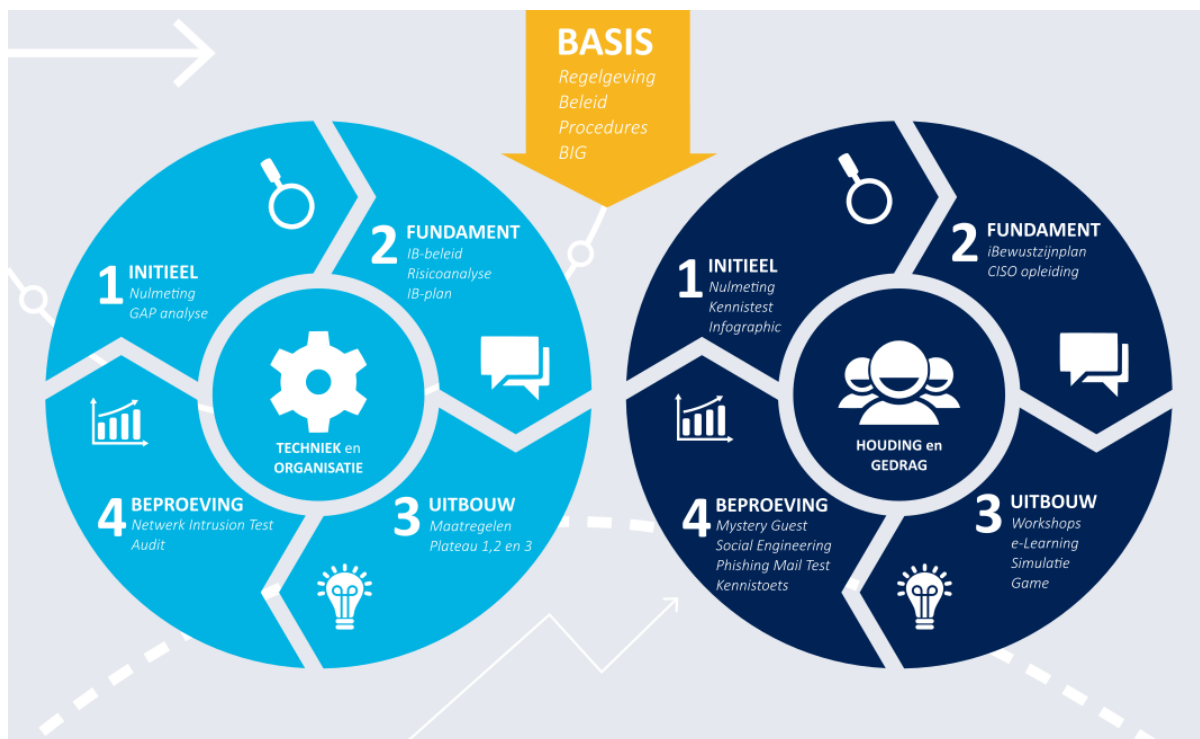 BASIS
Regelgeving
Beleid
Procedures
BIG
1 INITIEEL
Nulmeting
GAP analyse
2 FUNDAMENT
IB-beleid
Risicoanalyse
IB-plan
3 UITBOUW
Maatregelen
Plateau 1,2 en 3
4 BEPROEVING
Netwerk Intrusion Test
Audit
TECHNIEK en
ORGANISATIE
1 INITIEEL
Nulmeting
Kennistest
Infographic
2 FUNDAMENT
iBewustzijnplan
CISO opleiding
3 UITBOUW
Workshops
e-Learning
Simulatie
Game
4 BEPROEVING
Mystery Guest
Social Engineering
Phishing Mail Test
Kennistoets
HOUDING en
GEDRAG